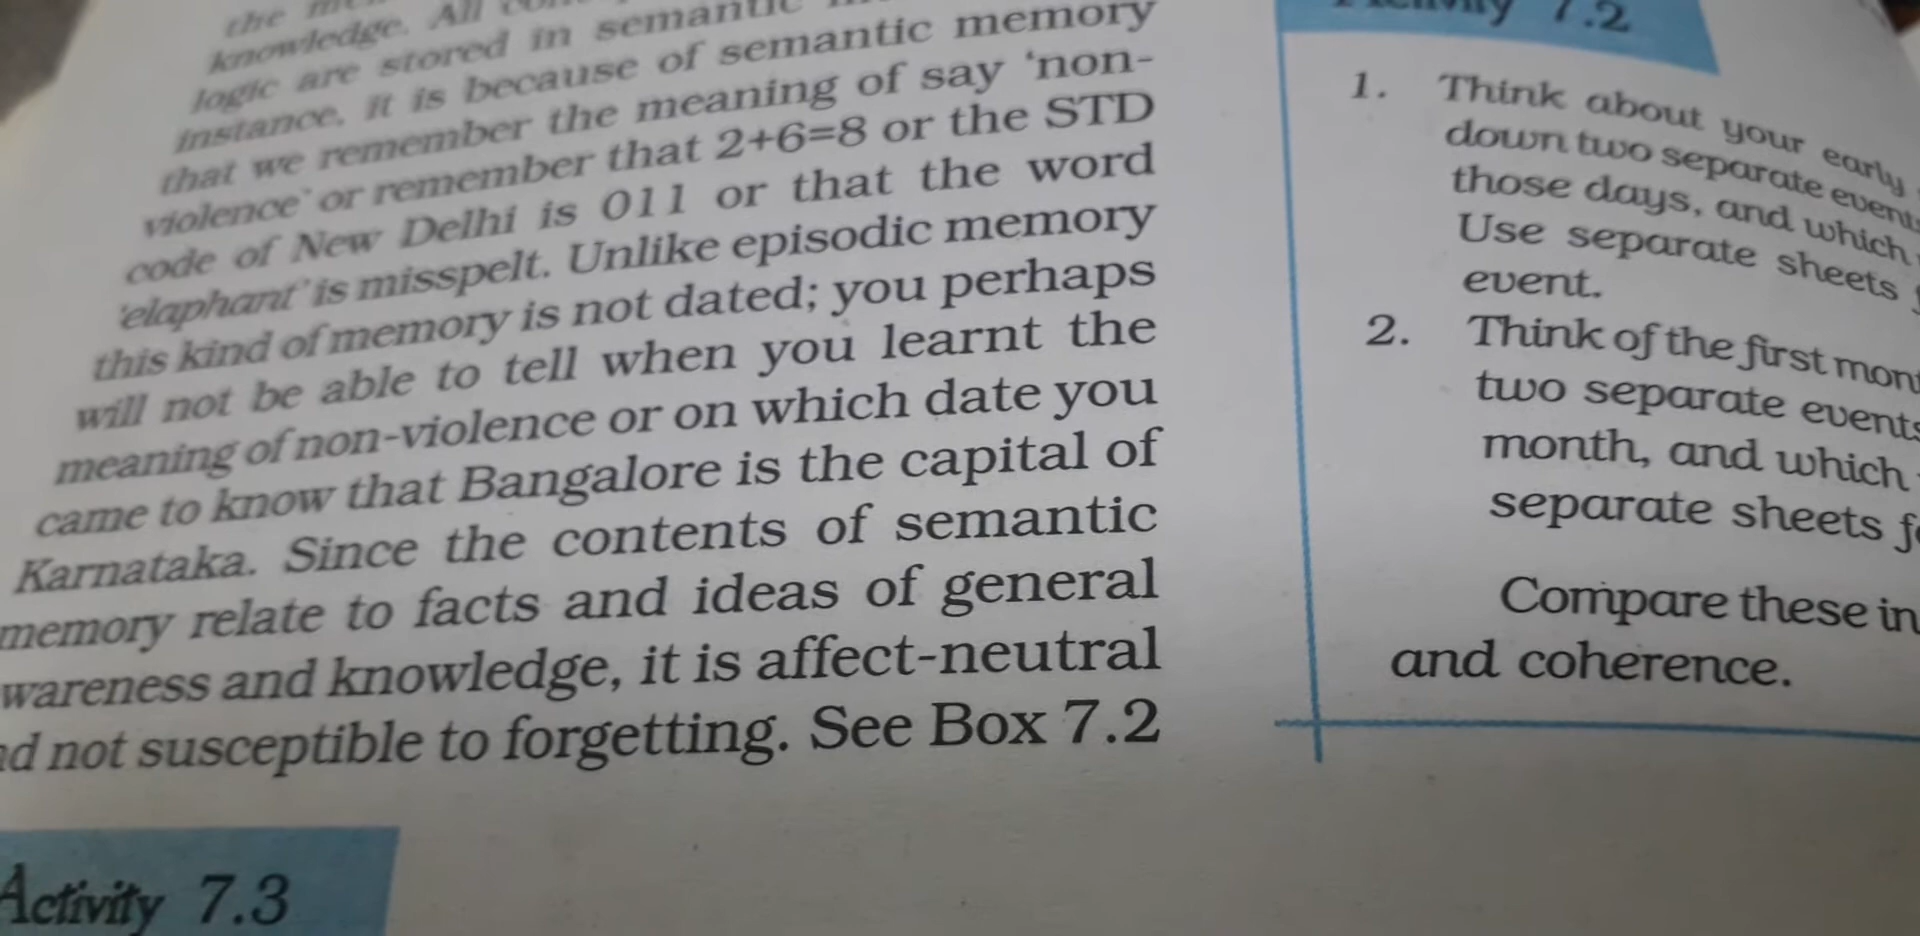 the
knowledge. All
logic are stored in semantic
instance, it is because of semantic memory
that we remember the meaning of say 'non-
violence' or remember that 2+6=8 or the STD
code of New Delhi is 011 or that the word
'elaphant' is misspelt. Unlike episodic memory
this kind of memory is not dated; you perhaps
will not be able to tell when you learnt the
meaning of non-violence or on which date you
came to know that Bangalore is the capital of
Karnataka. Since the contents of semantic
memory relate to facts and ideas of general
wareness and knowledge, it is affect-neutral
nd not susceptible to forgetting. See Box 7.2
Activity 7.3
Activity 7.2
1. Think about your early
down two separate events
those days, and which
Use separate sheets
event.
2. Think of the first mont
two separate events
month, and which
separate sheets f
Compare these in
and coherence.